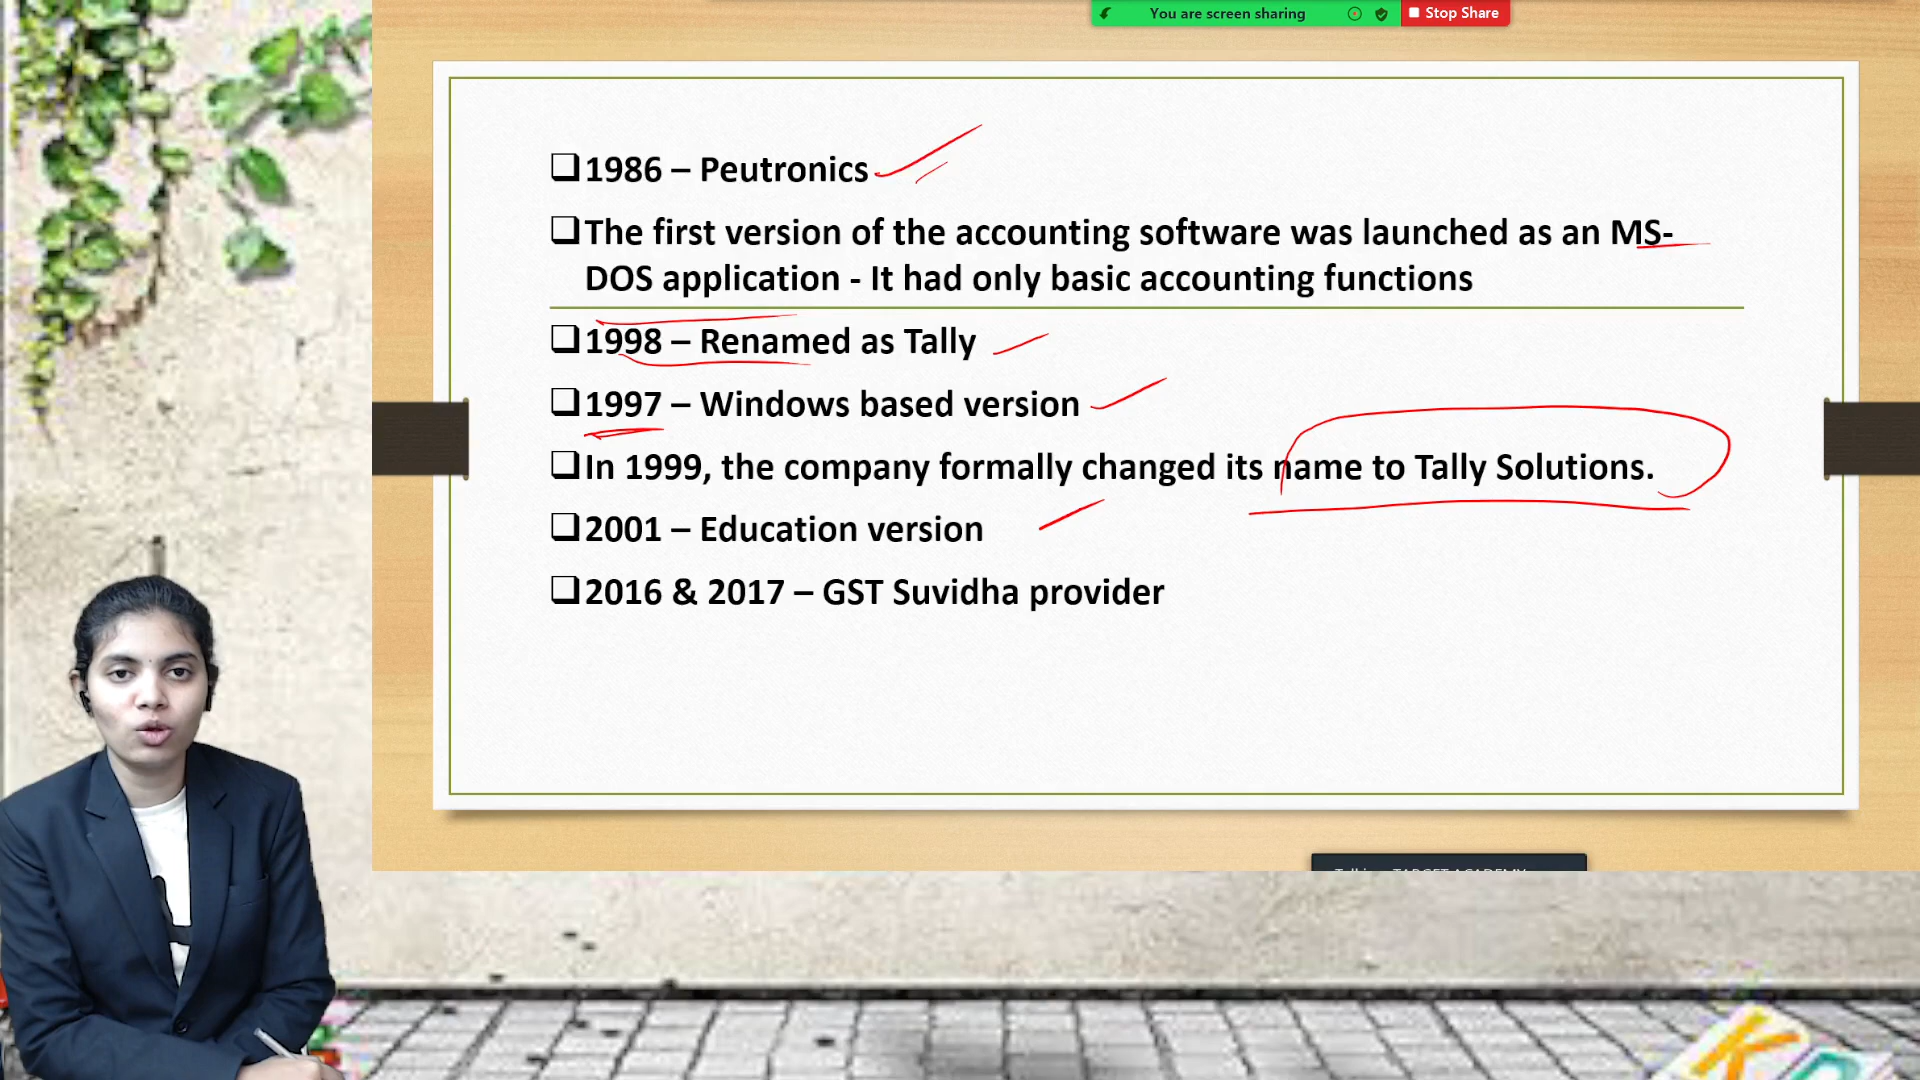 You are screen sharing
Stop Share
❑1986 – Peutronics
❑The first version of the accounting software was launched as an MS-
DOS application - It had only basic accounting functions
❑1998 – Renamed as Tally
❑1997 – Windows based version
❑In 1999, the company formally changed its name to Tally Solutions.
❑2001 – Education version
❑2016 & 2017 – GST Suvidha provider